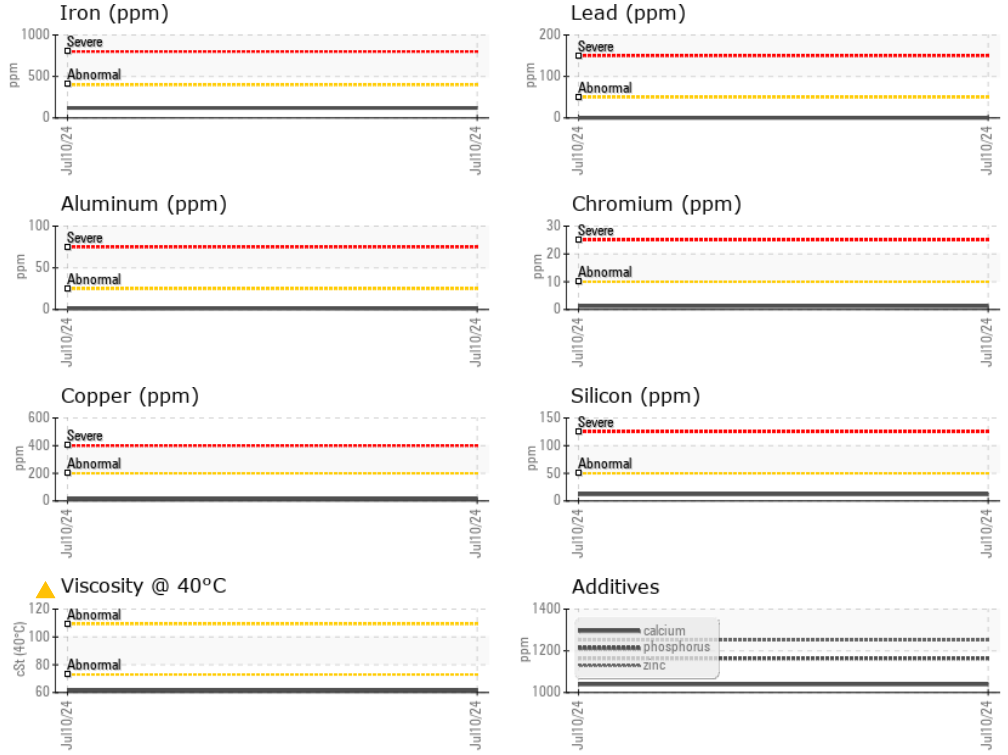 Iron (ppm)
1000
Severe
500
Abnormal
0
ppm
Jul10/24
Jul10/24
Lead (ppm)
200
Severe
100
Abnormal
0
ppm
Jul10/24
Jul10/24
Aluminum (ppm)
100
Severe
50
Abnormal
0
ppm
Jul10/24
Jul10/24
Chromium (ppm)
30
Severe
20
Abnormal
10
0
ppm
Jul10/24
Jul10/24
Copper (ppm)
600
Severe
400
Abnormal
200
0
ppm
Jul10/24
Jul10/24
Silicon (ppm)
150
Severe
100
Abnormal
50
0
ppm
Jul10/24
Jul10/24
Viscosity @ 40°C
120
Abnormal
100
80
Abnormal
60
cSt (40°C)
Jul10/24
Jul10/24
Additives
1400
calcium
1200
phosphorus
zinc
1000
ppm
Jul10/24
Jul10/24